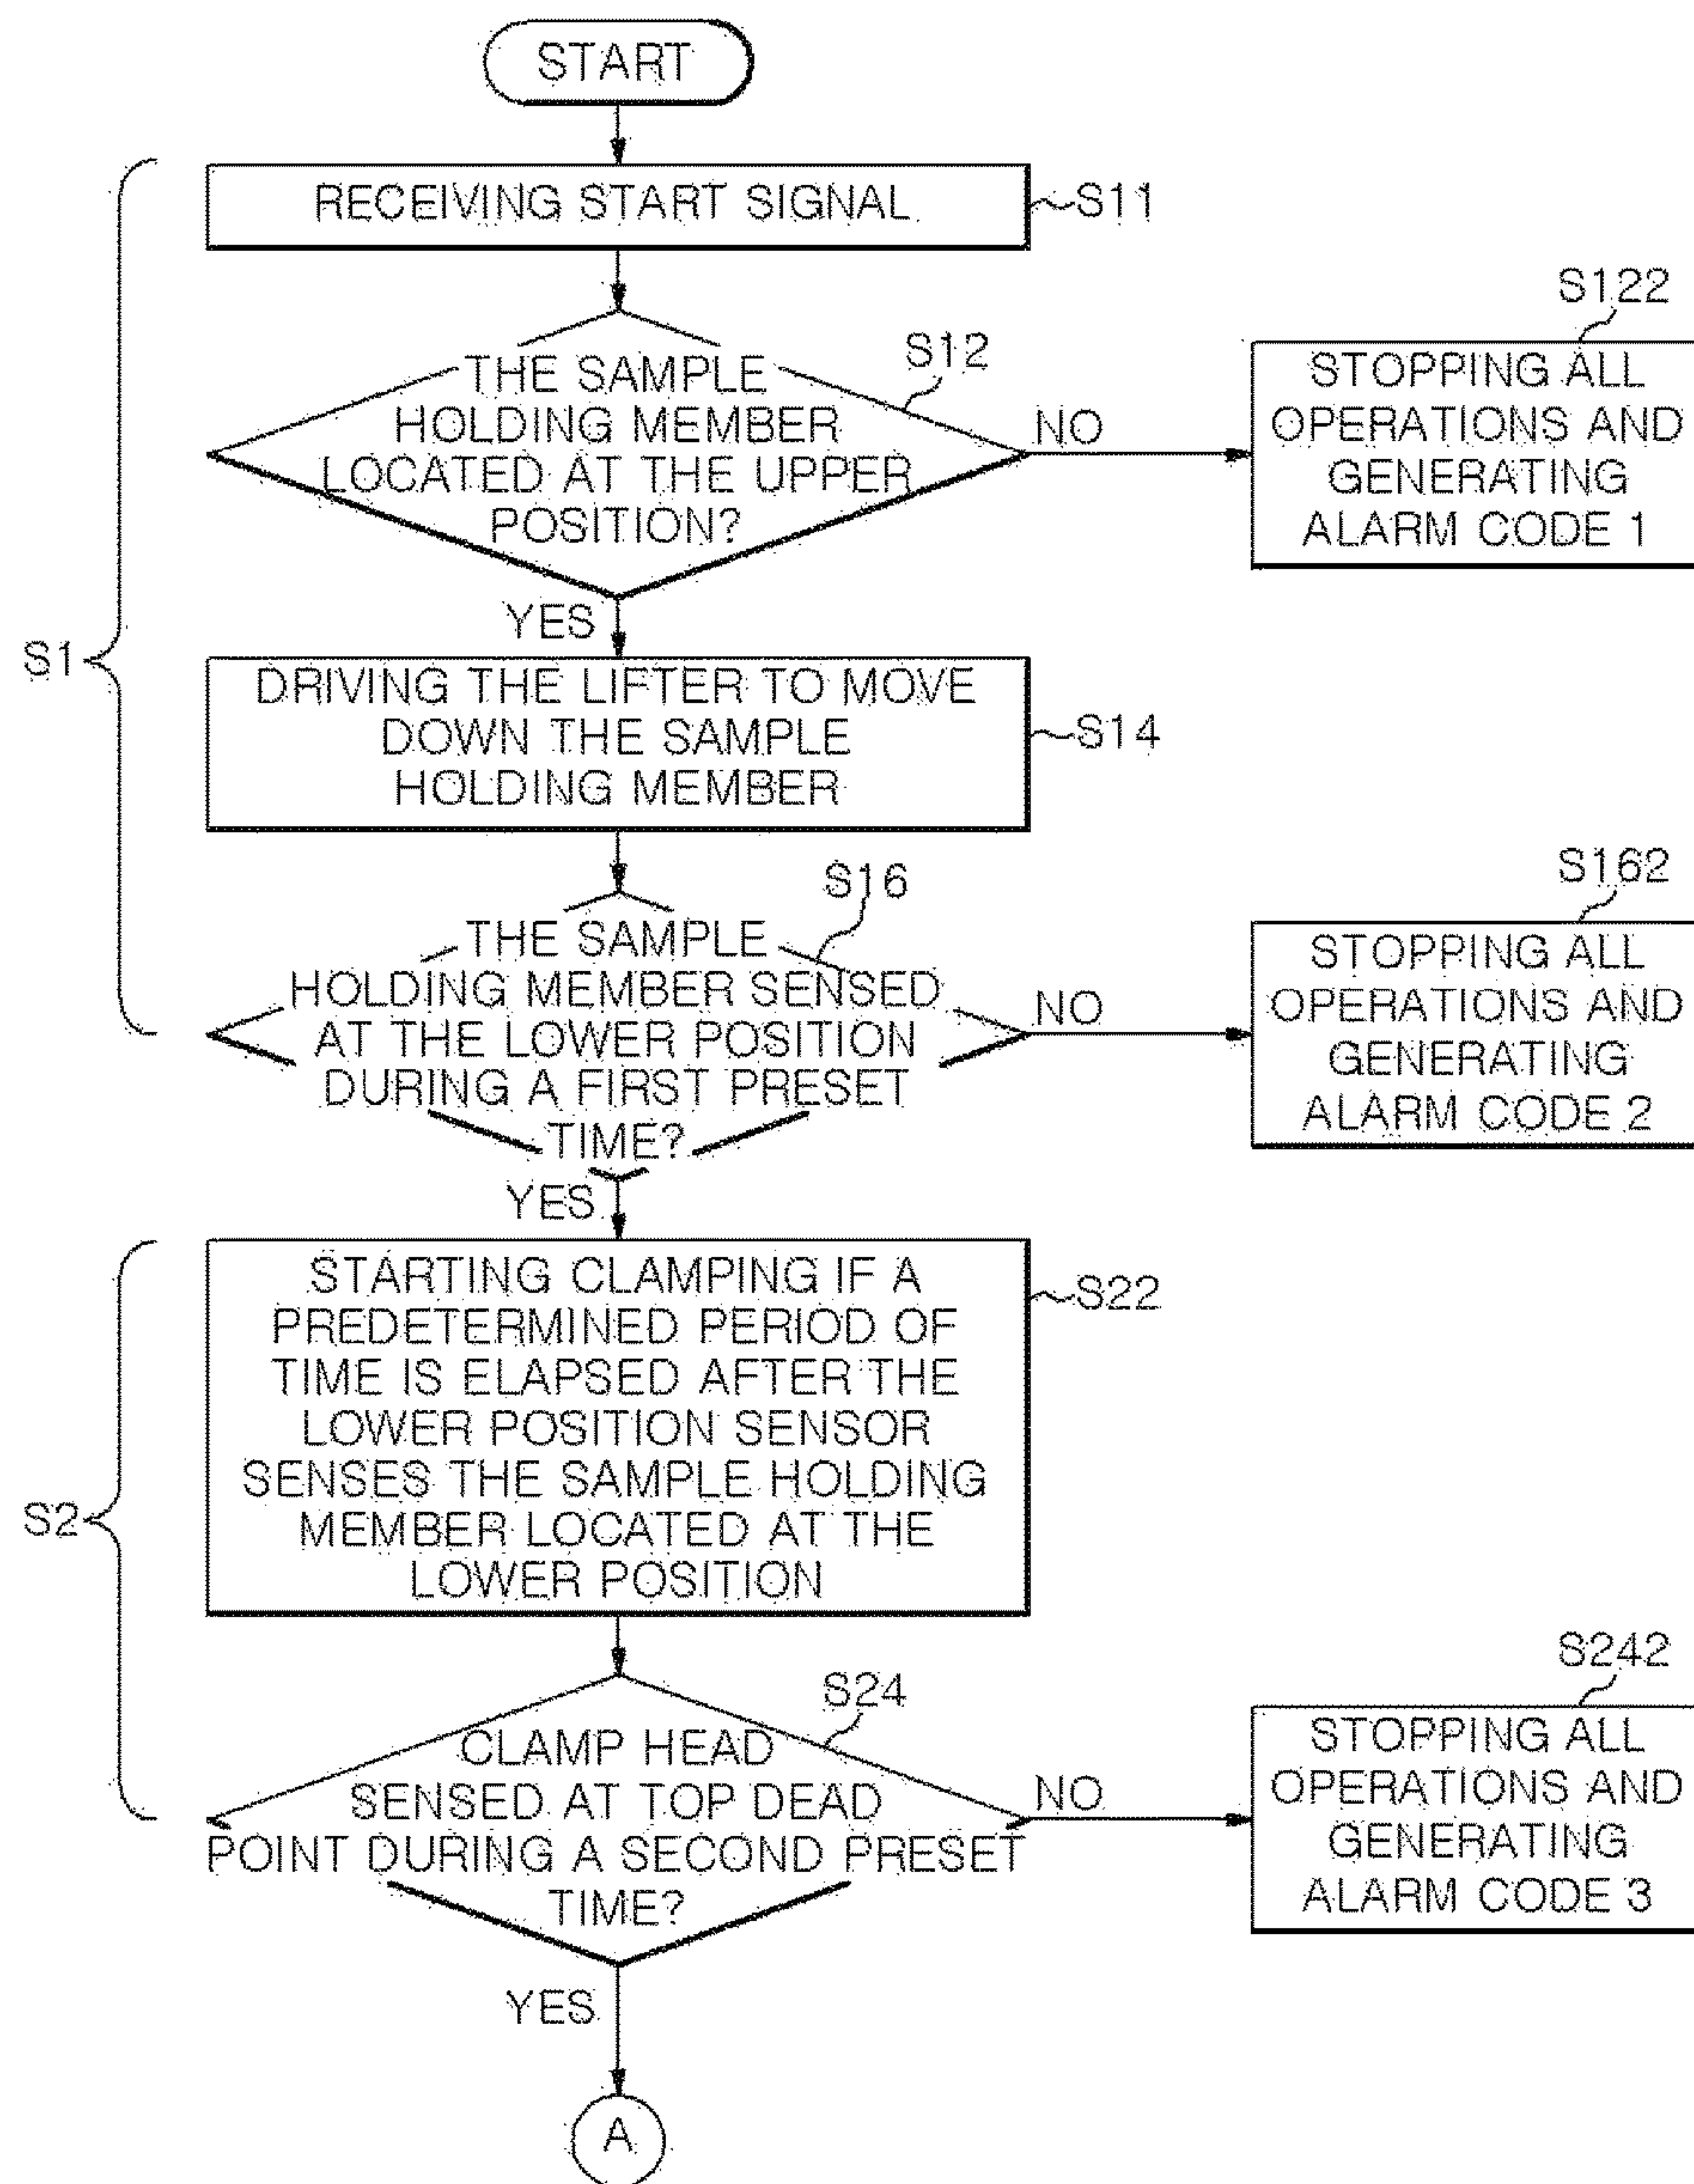 START
RECEIVING START SIGNAL
S11
S12
THE SAMPLE
HOLDING MEMBER
LOCATED AT THE UPPER
POSITION?
NO
S122
STOPPING ALL
OPERATIONS AND
GENERATING
ALARM CODE 1
YES
S1
DRIVING THE LIFTER TO MOVE
DOWN THE SAMPLE
HOLDING MEMBER
S14
S16
THE SAMPLE
HOLDING MEMBER SENSED
AT THE LOWER POSITION
DURING A FIRST PRESET
TIME?
NO
S162
STOPPING ALL
OPERATIONS AND
GENERATING
ALARM CODE 2
YES
S2
STARTING CLAMPING IF A
PREDETERMINED PERIOD OF
TIME IS ELAPSED AFTER THE
LOWER POSITION SENSOR
SENSES THE SAMPLE HOLDING
MEMBER LOCATED AT THE
LOWER POSITION
S22
S24
CLAMP HEAD
SENSED AT TOP DEAD
POINT DURING A SECOND PRESET
TIME?
NO
S242
STOPPING ALL
OPERATIONS AND
GENERATING
ALARM CODE 3
YES
A